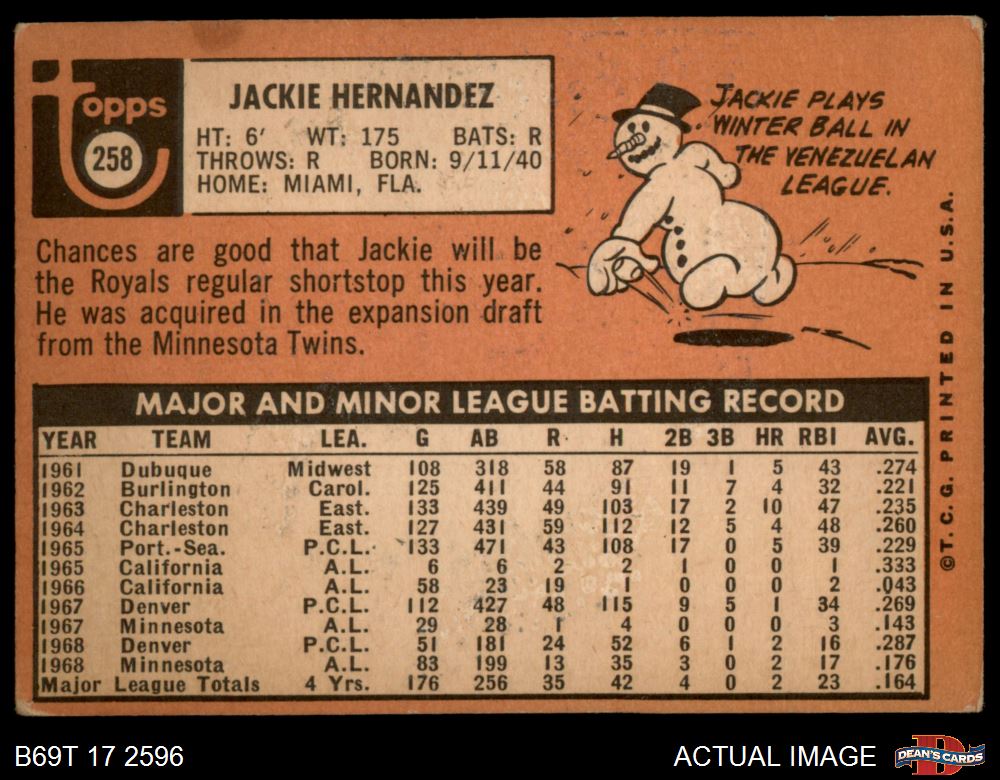 topps
258
JACKIE HERNANDEZ
HT: 6' WT: 175 BATS: R
THROWS: R BORN: 9/11/40
HOME: MIAMI, FLA.
JACKIE PLAYS
WINTER BALL IN
THE VENEZUELAN
LEAGUE.
Chances are good that Jackie will be
the Royals regular shortstop this year.
He was acquired in the expansion draft
from the Minnesota Twins.
MAJOR AND MINOR LEAGUE BATTING RECORD
YEAR TEAM LEA. G AB R H 2B 3B HR RBI AVG.
1961 Dubuque Midwest 108 318 58 87 19 1 5 43 .274
1962 Burlington Carol. 125 411 44 91 11 7 4 32 .221
1963 Charleston East. 133 439 49 103 17 2 10 47 .235
1964 Charleston East. 127 431 59 112 12 5 4 48 .260
1965 Port.-Sea. P.C.L. 133 471 43 108 17 0 5 39 .229
1965 California A.L. 6 6 2 2 1 0 0 1 .333
1966 California A.L. 58 23 19 1 0 0 0 2 .043
1967 Denver P.C.L. 112 427 48 115 9 5 1 34 .269
1967 Minnesota A.L. 29 28 1 4 0 0 0 3 .143
1968 Denver P.C.L. 51 181 24 52 6 1 2 16 .287
1968 Minnesota A.L. 83 199 13 35 3 0 2 17 .176
Major League Totals 4 Yrs. 176 256 35 42 4 0 2 23 .164
© T. C. G. PRINTED IN U.S.A.
B69T 17 2596
ACTUAL IMAGE
D
DEAN'S CARDS